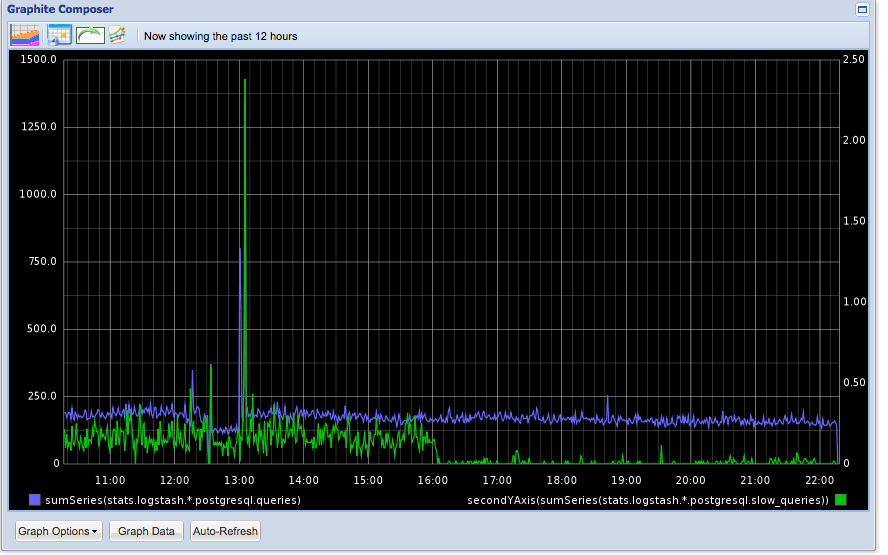 Graphite Composer
Now showing the past 12 hours
1500.0 2.50
1250.0 2.00
1000.0 1.50
750.0 1.00
500.0 0.50
250.0 0
0
11:00 12:00 13:00 14:00 15:00 16:00 17:00 18:00 19:00 20:00 21:00 22:00
sumSeries(stats.logstash.*.postgresql.queries) secondYAxis(sumSeries(stats.logstash.*.postgresql.slow_queries))
Graph Options Graph Data Auto-Refresh